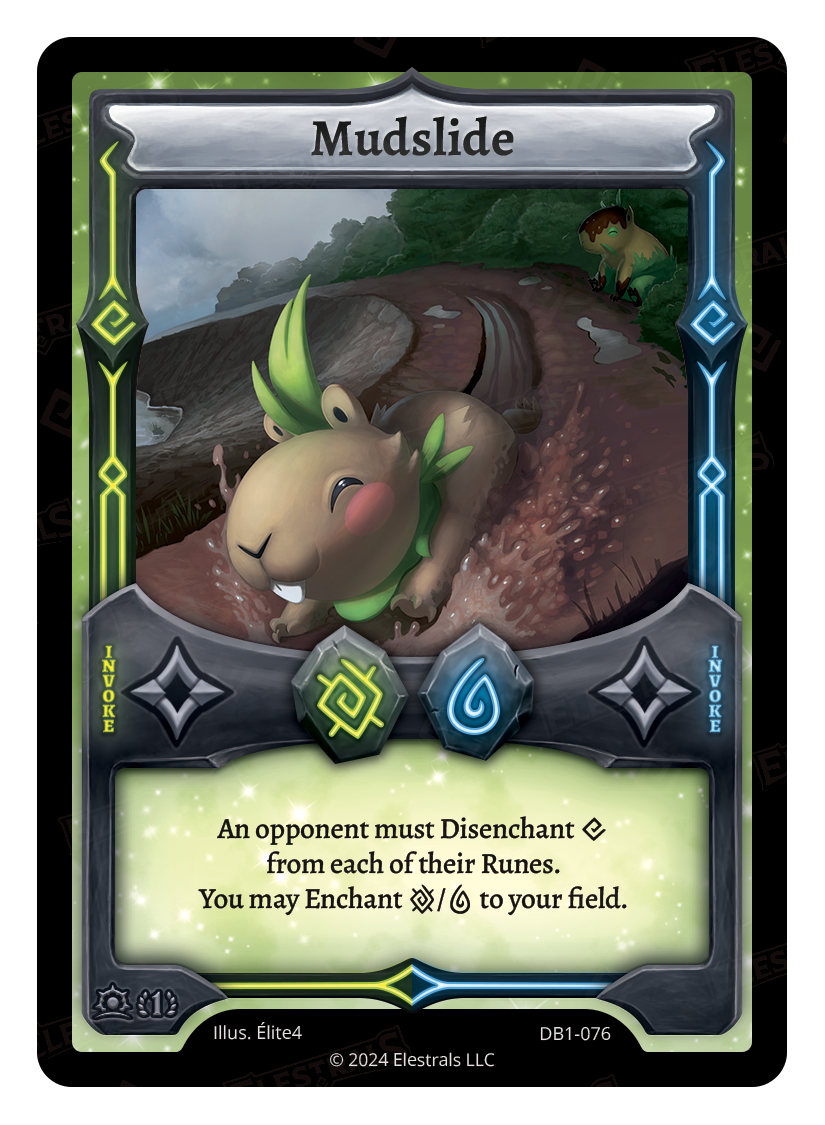 Mudslide
INVOKE
INVOKE
An opponent must Disenchant
from each of their Runes.
You may Enchant / to your field.
1
Illus. Élite4
DB1-076
© 2024 Elestrals LLC